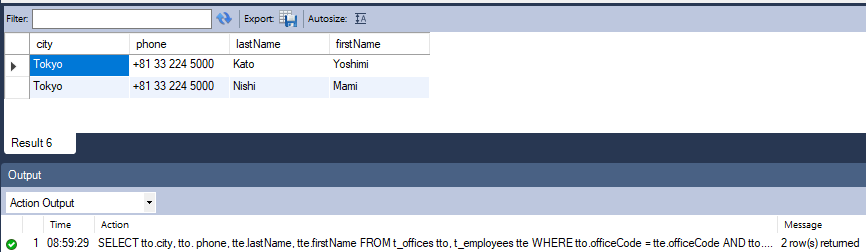 Filter: Export: Autosize:
city phone lastName firstName
Tokyo +81 33 224 5000 Kato Yoshimi
Tokyo +81 33 224 5000 Nishi Mami
Result 6
Output
Action Output
Time Action Message
1 08:59:29 SELECT tto.city, tto. phone, tte.lastName, tte.firstName FROM t_offices tto, t_employees tte WHERE tto.officeCode = tte.officeCode AND tto.... 2 row(s) returned